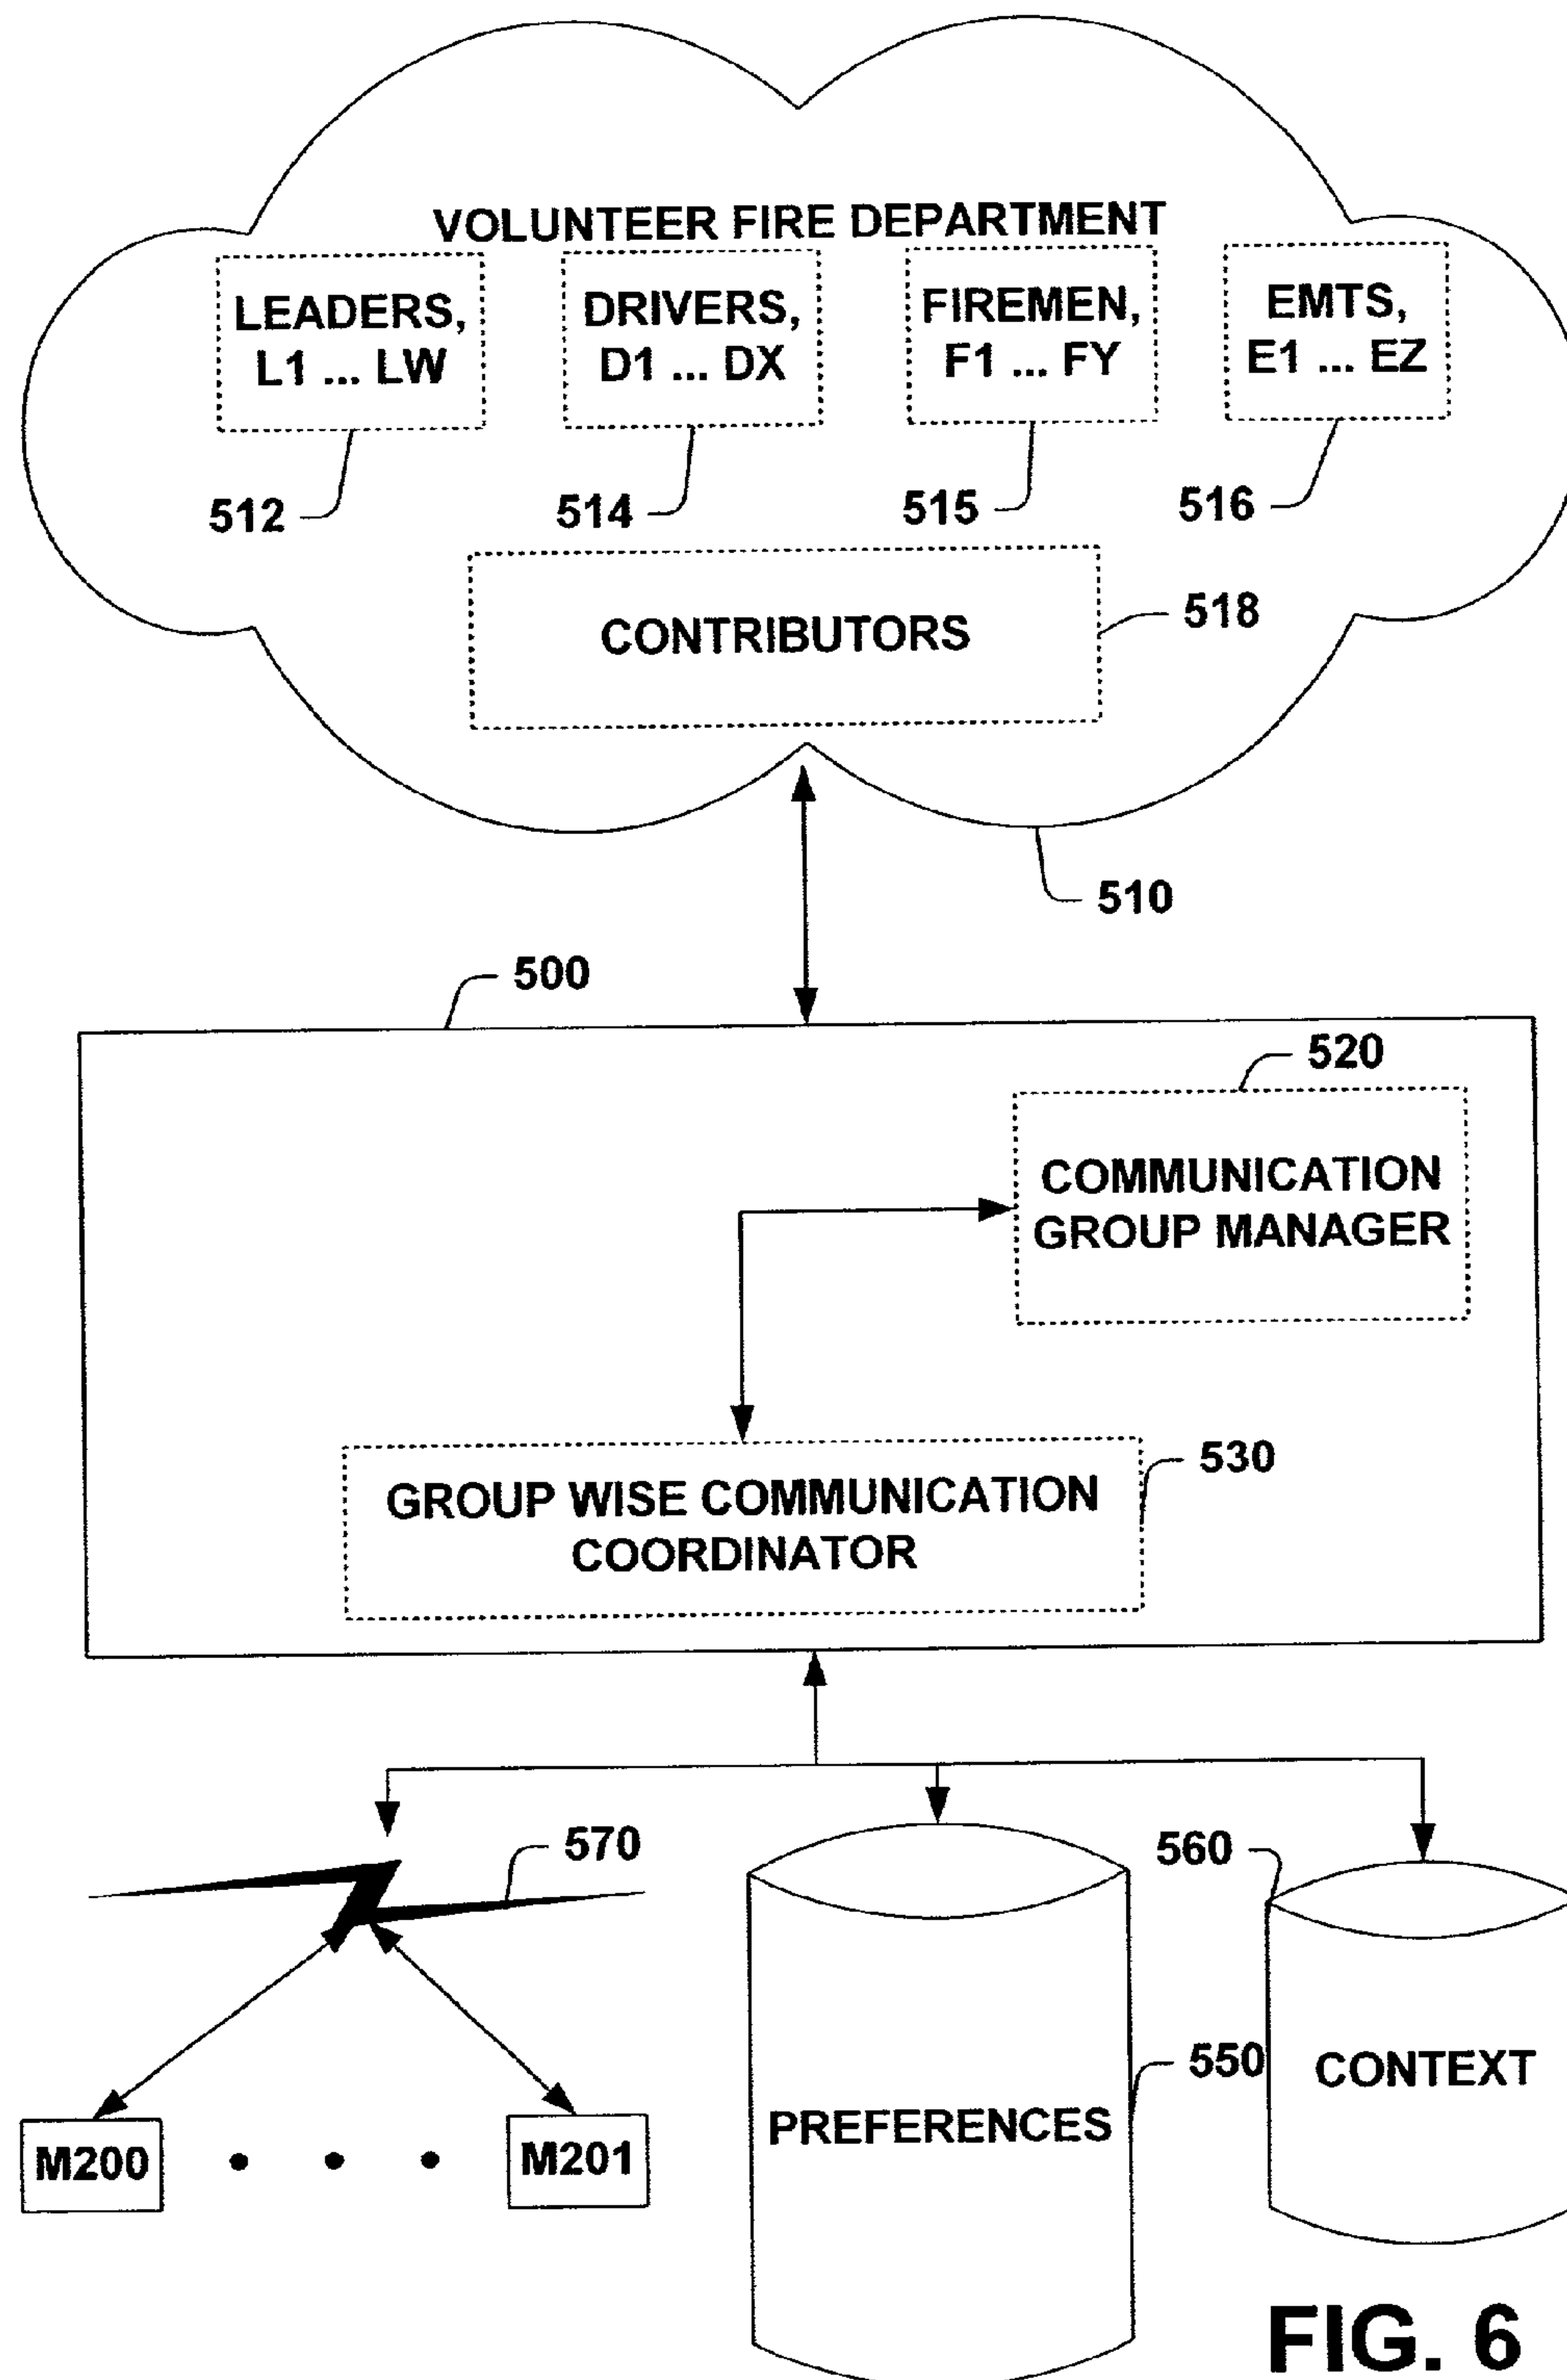 VOLUNTEER FIRE DEPARTMENT
LEADERS,
L1 ... LW
DRIVERS,
D1 ... DX
FIREMEN,
F1 ... FY
EMTS,
E1 ... EZ
512
514
515
516
CONTRIBUTORS
518
510
500
520
COMMUNICATION
GROUP MANAGER
530
GROUP WISE COMMUNICATION
COORDINATOR
570
560
550
PREFERENCES
CONTEXT
M200
M201
FIG. 6